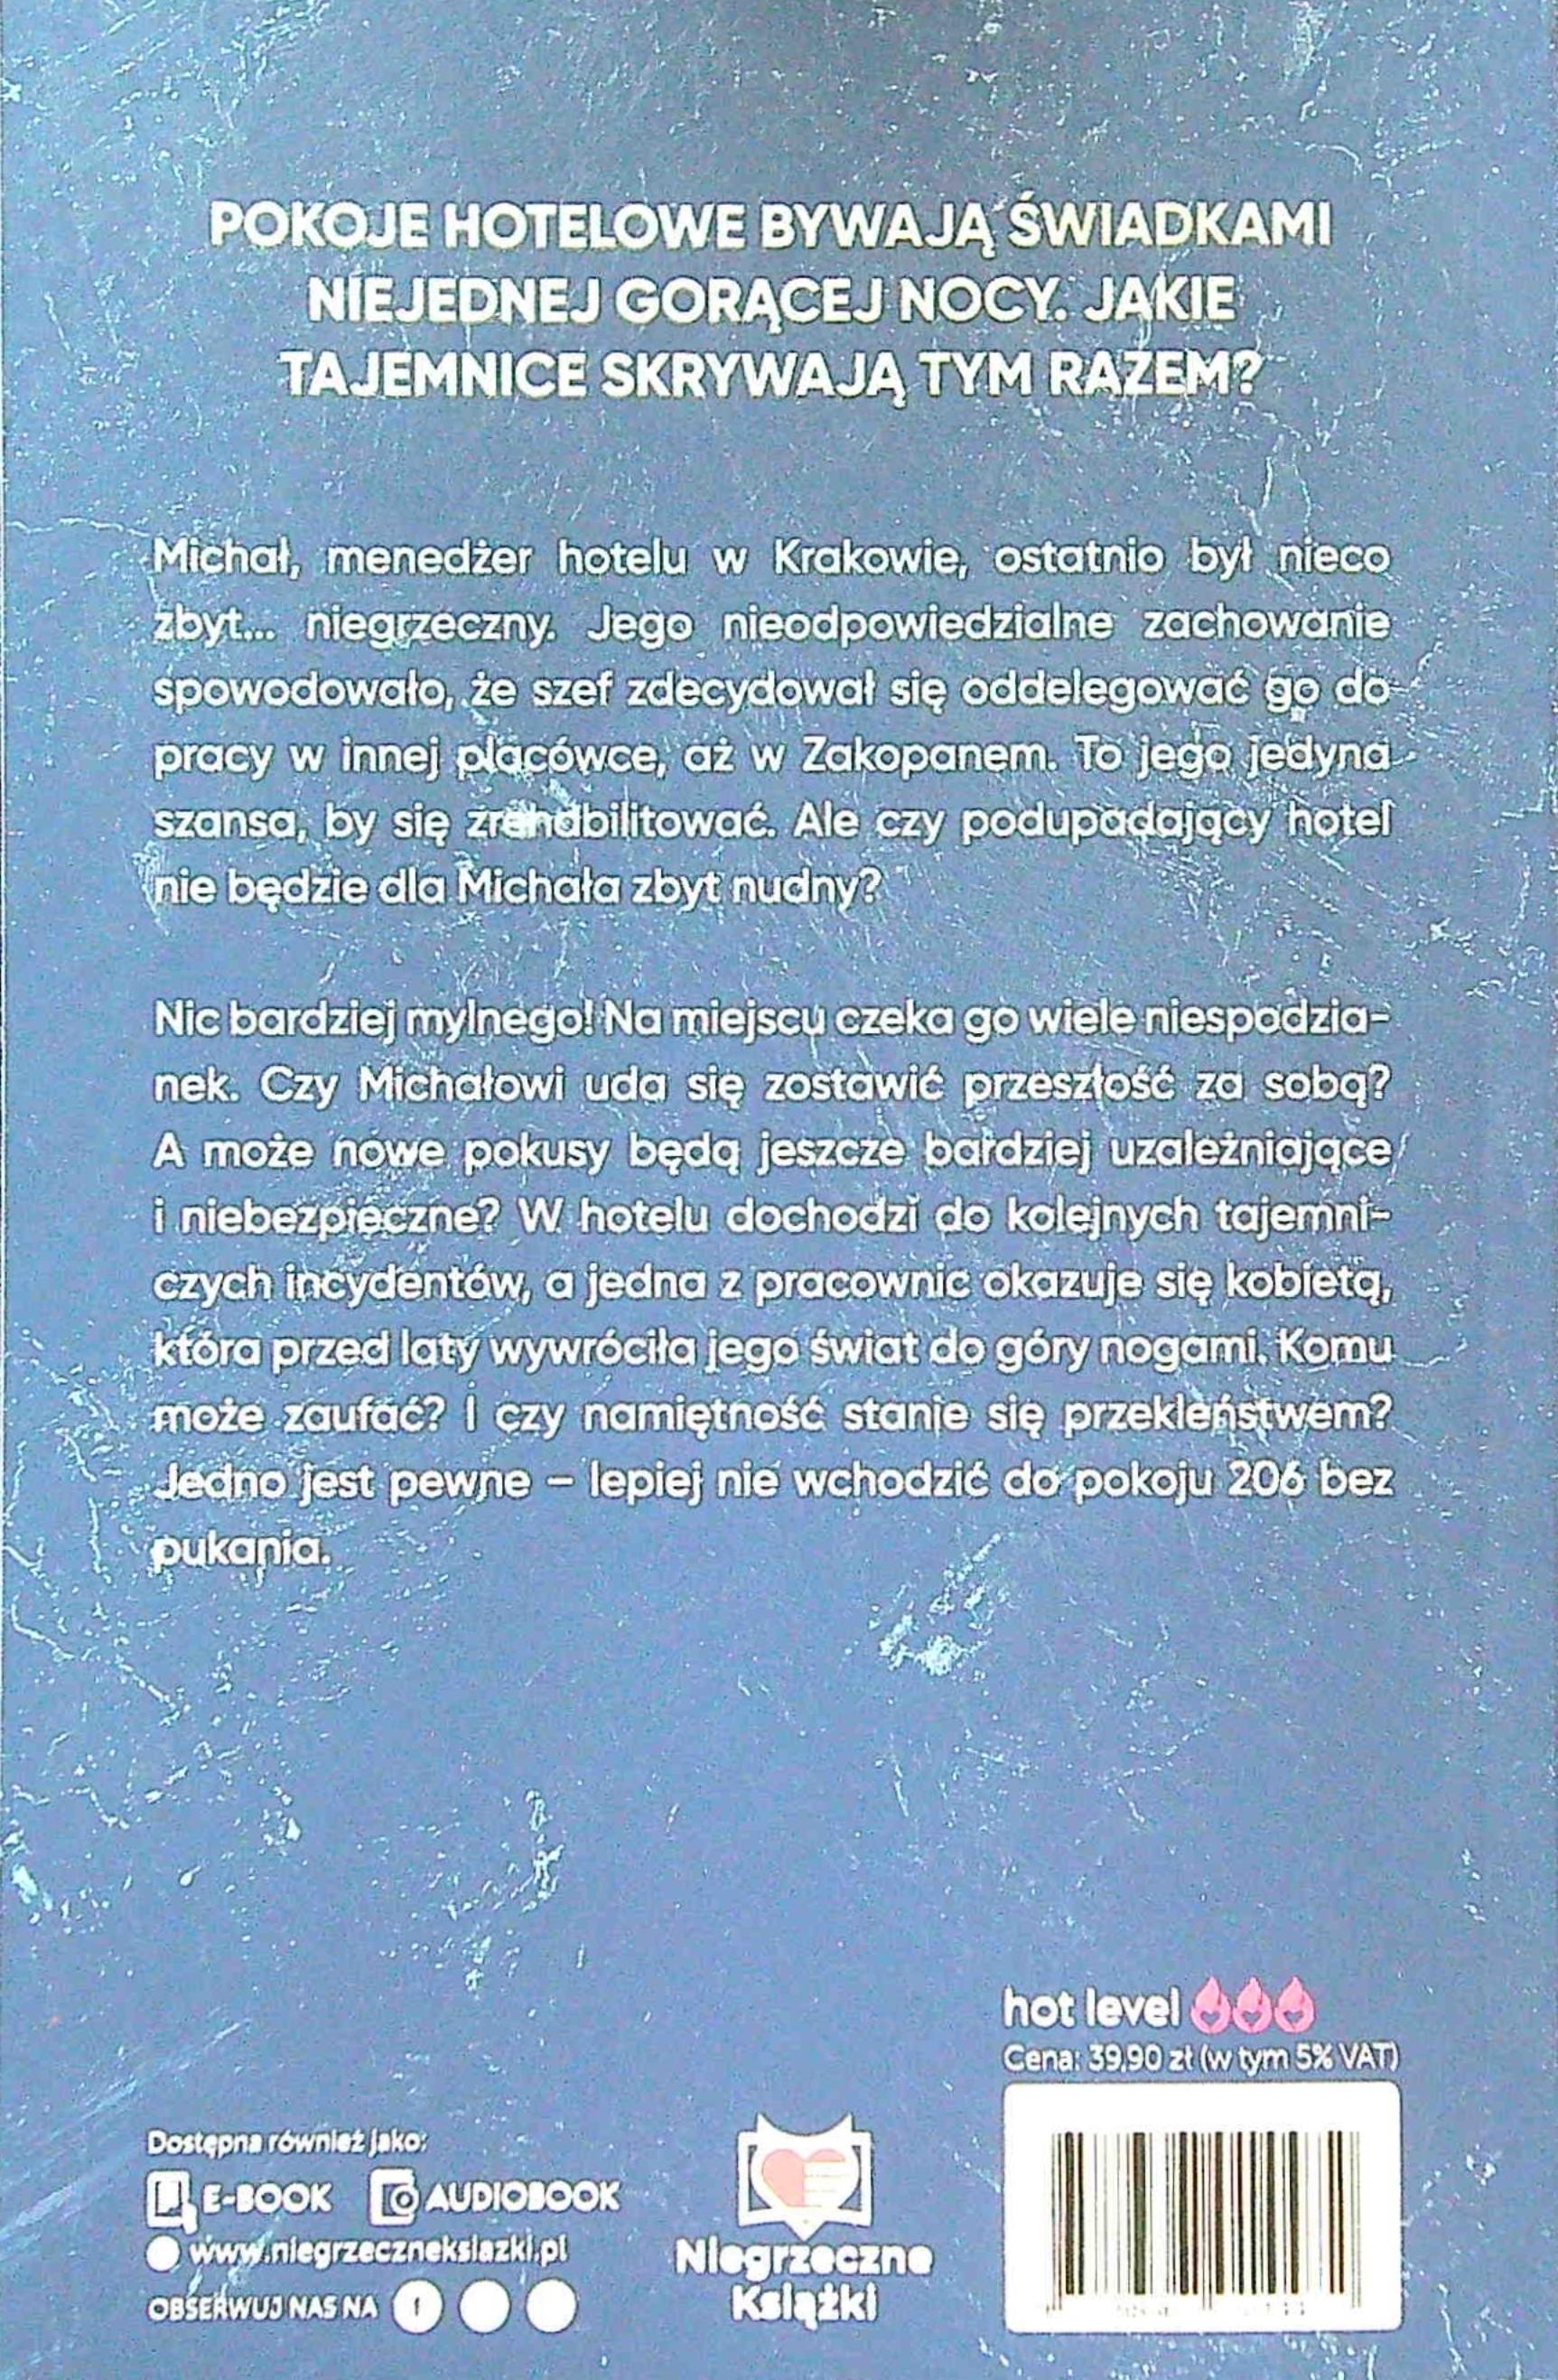 POKOJE HOTELOWE BYWAJĄ ŚWIADKAMI
NIEJEDNEJ GORĄCEJ NOCY. JAKIE
TAJEMNICE SKRYWAJĄ TYM RAZEM?
Michał, menedżer hotelu w Krakowie, ostatnio był nieco
zbyt... niegrzeczny. Jego nieodpowiedzialne zachowanie
spowodowało, że szef zdecydował się oddelegować go do
pracy w innej placówce, aż w Zakopanem. To jego jedyna
szansa, by się zrehabilitować. Ale czy podupadający hotel
nie będzie dla Michała zbyt nudny?
Nic bardziej mylnego! Na miejscu czeka go wiele niespodzia-
nek. Czy Michałowi uda się zostawić przeszłość za sobą?
A może nowe pokusy będą jeszcze bardziej uzależniające
i niebezpieczne? W hotelu dochodzi do kolejnych tajemni-
czych incydentów, a jedna z pracownic okazuje się kobietą,
która przed laty wywróciła jego świat do góry nogami. Komu
może zaufać? I czy namiętność stanie się przekleństwem?
Jedno jest pewne – lepiej nie wchodzić do pokoju 206 bez
pukania.
hot level
Cena: 39,90 zł (w tym 5% VAT)
Dostępna również jako:
E-BOOK AUDIOBOOK
www.niegrzeczneksiazki.pl
OBSERWUJ NAS NA f
Niegrzeczne
Książki